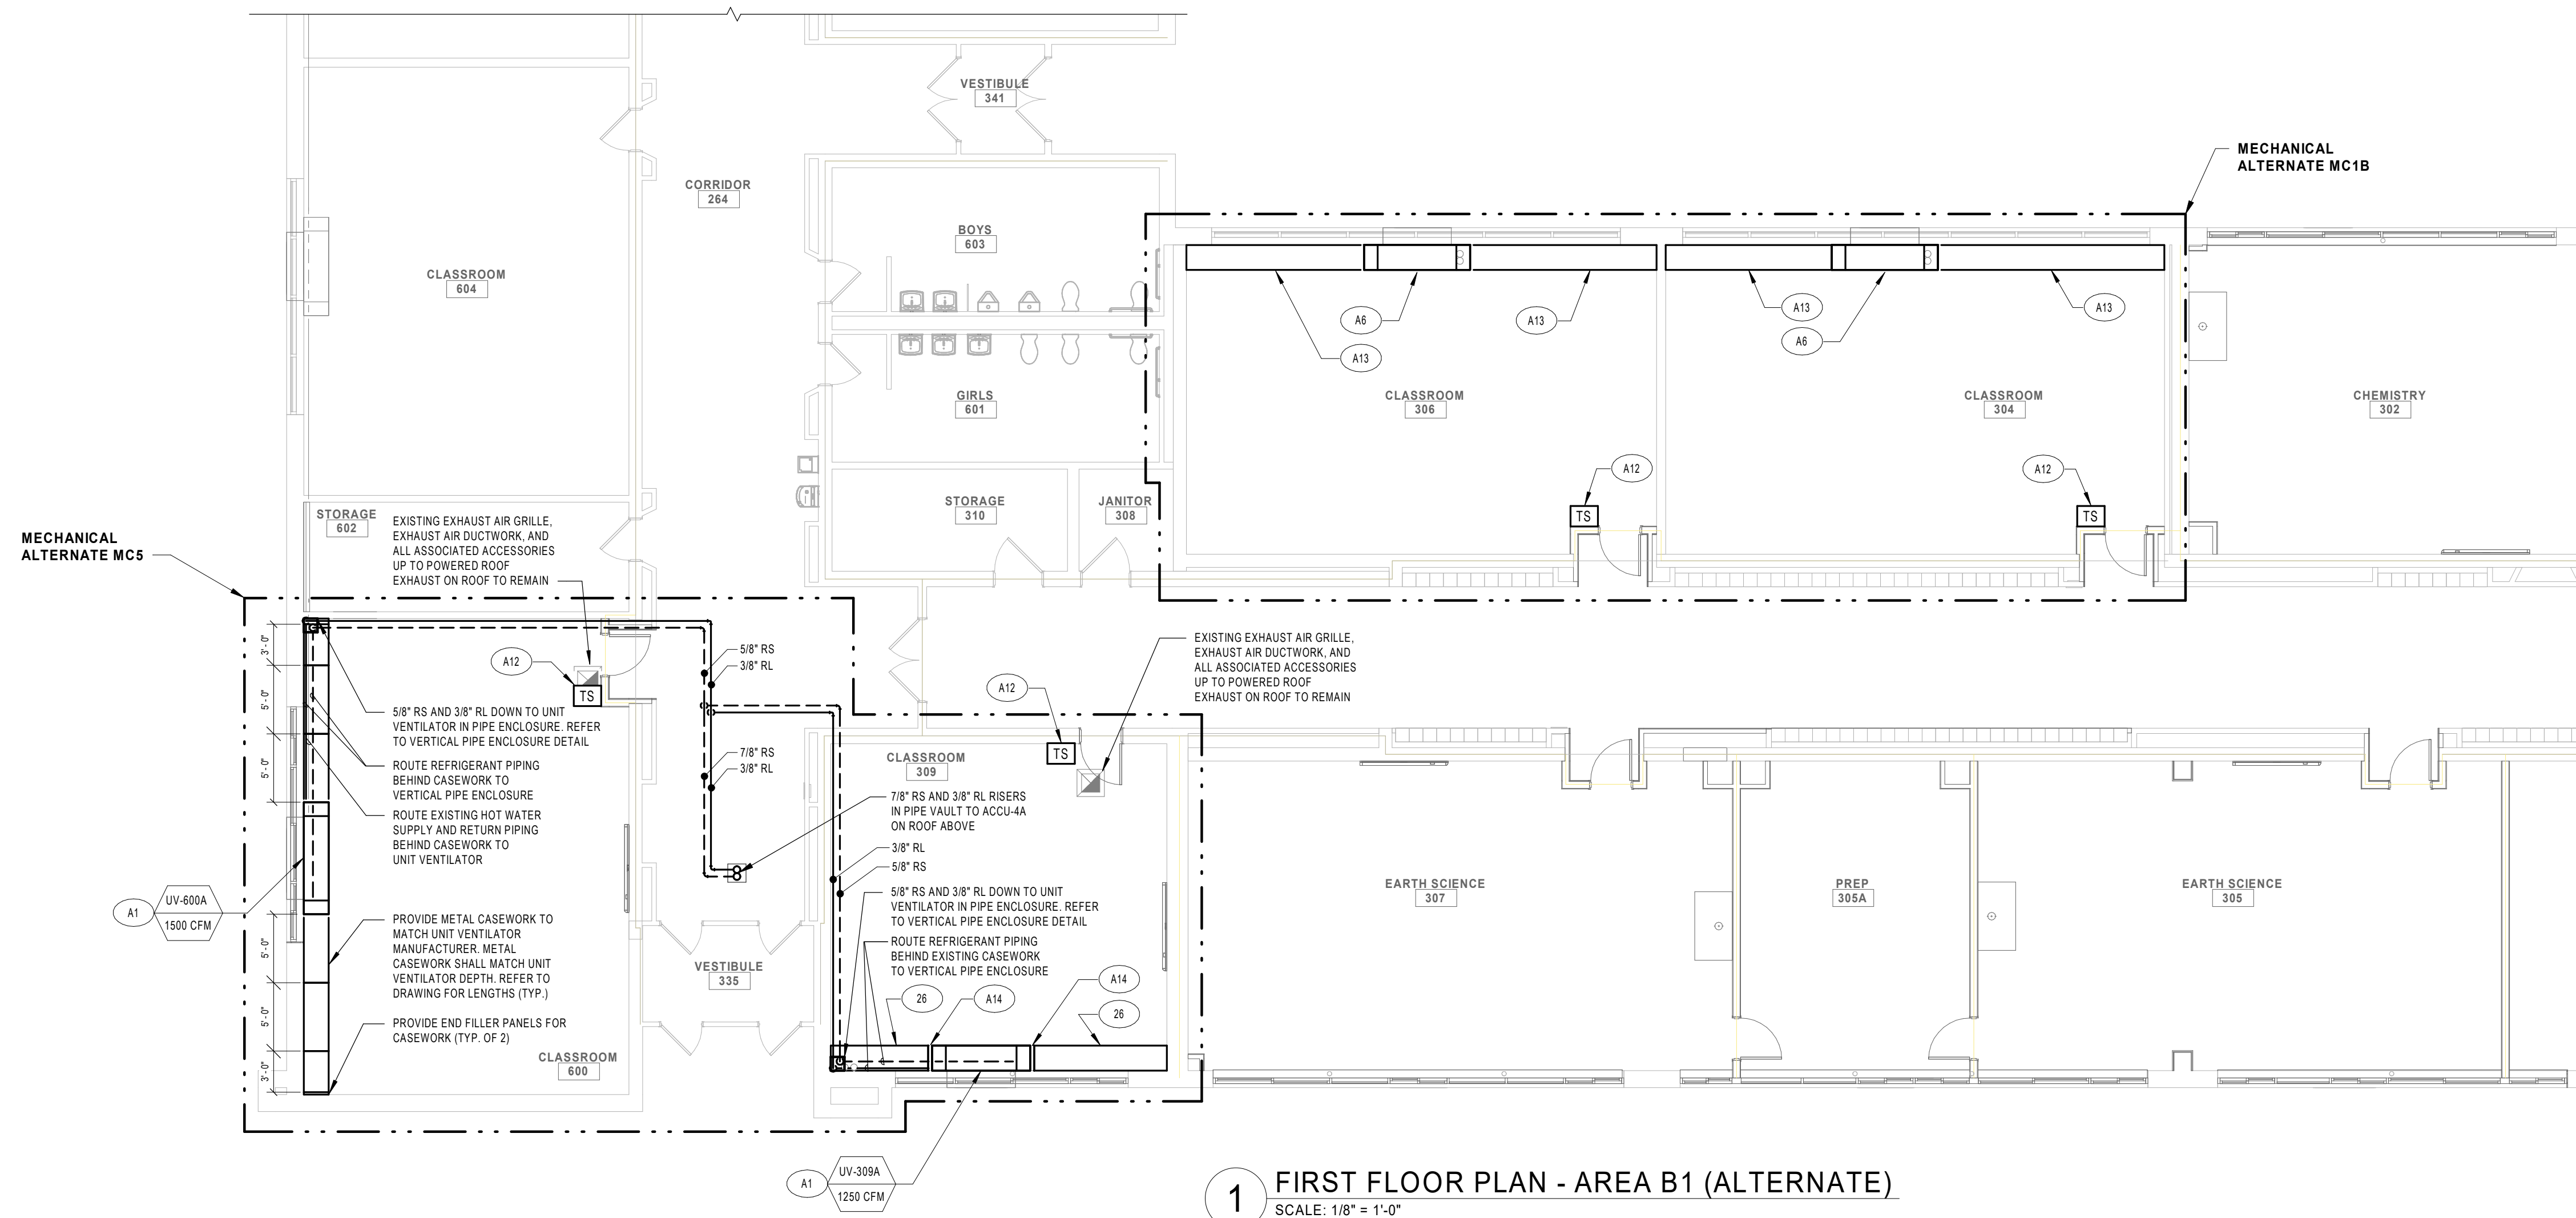 VESTIBULE
341
MECHANICAL
ALTERNATE MC1B
CORRIDOR
264
BOYS
603
CLASSROOM
604
A6
A13
A13
A13
A6
A13
GIRLS
601
CLASSROOM
306
CLASSROOM
304
CHEMISTRY
302
A12
A12
TS
TS
STORAGE
310
JANITOR
308
STORAGE
602
EXISTING EXHAUST AIR GRILLE,
EXHAUST AIR DUCTWORK, AND
ALL ASSOCIATED ACCESSORIES
UP TO POWERED ROOF
EXHAUST ON ROOF TO REMAIN
MECHANICAL
ALTERNATE MC5
3'-0"
5'-0"
5'-0"
5'-0"
5'-0"
3'-0"
A12
TS
5/8" RS
3/8" RL
EXISTING EXHAUST AIR GRILLE,
EXHAUST AIR DUCTWORK, AND
ALL ASSOCIATED ACCESSORIES
UP TO POWERED ROOF
EXHAUST ON ROOF TO REMAIN
A12
TS
5/8" RS AND 3/8" RL DOWN TO UNIT
VENTILATOR IN PIPE ENCLOSURE. REFER
TO VERTICAL PIPE ENCLOSURE DETAIL
ROUTE REFRIGERANT PIPING
BEHIND CASEWORK TO
VERTICAL PIPE ENCLOSURE
ROUTE EXISTING HOT WATER
SUPPLY AND RETURN PIPING
BEHIND CASEWORK TO
UNIT VENTILATOR
7/8" RS
3/8" RL
CLASSROOM
309
7/8" RS AND 3/8" RL RISERS
IN PIPE VAULT TO ACCU-4A
ON ROOF ABOVE
3/8" RL
5/8" RS
5/8" RS AND 3/8" RL DOWN TO UNIT
VENTILATOR IN PIPE ENCLOSURE. REFER
TO VERTICAL PIPE ENCLOSURE DETAIL
ROUTE REFRIGERANT PIPING
BEHIND EXISTING CASEWORK
TO VERTICAL PIPE ENCLOSURE
A1
UV-600A
1500 CFM
PROVIDE METAL CASEWORK TO
MATCH UNIT VENTILATOR
MANUFACTURER. METAL
CASEWORK SHALL MATCH UNIT
VENTILATOR DEPTH. REFER TO
DRAWING FOR LENGTHS (TYP.)
PROVIDE END FILLER PANELS FOR
CASEWORK (TYP. OF 2)
CLASSROOM
600
VESTIBULE
335
26
A14
A14
26
EARTH SCIENCE
307
PREP
305A
EARTH SCIENCE
305
A1
UV-309A
1250 CFM
1
FIRST FLOOR PLAN - AREA B1 (ALTERNATE)
SCALE: 1/8" = 1'-0"